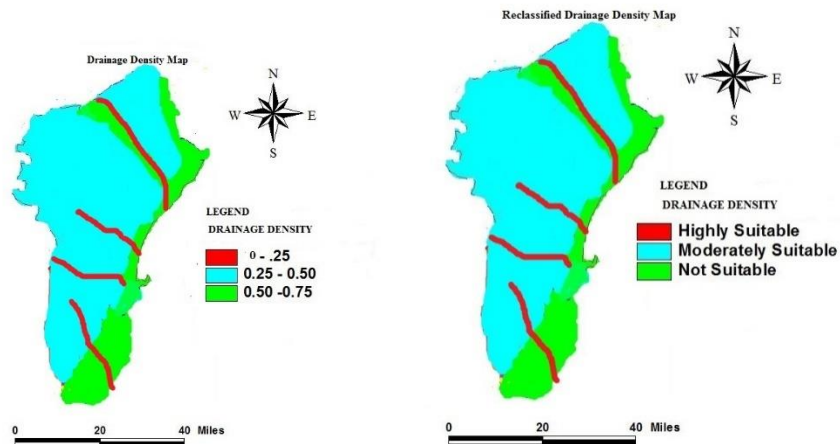 Drainage Density Map
N
W E
S
LEGEND
DRAINAGE DENSITY
0 - .25
0.25 - 0.50
0.50 -0.75
0 20 40 Miles
Reclassified Drainage Density Map
N
W E
S
LEGEND
DRAINAGE DENSITY
Highly Suitable
Moderately Suitable
Not Suitable
0 20 40 Miles